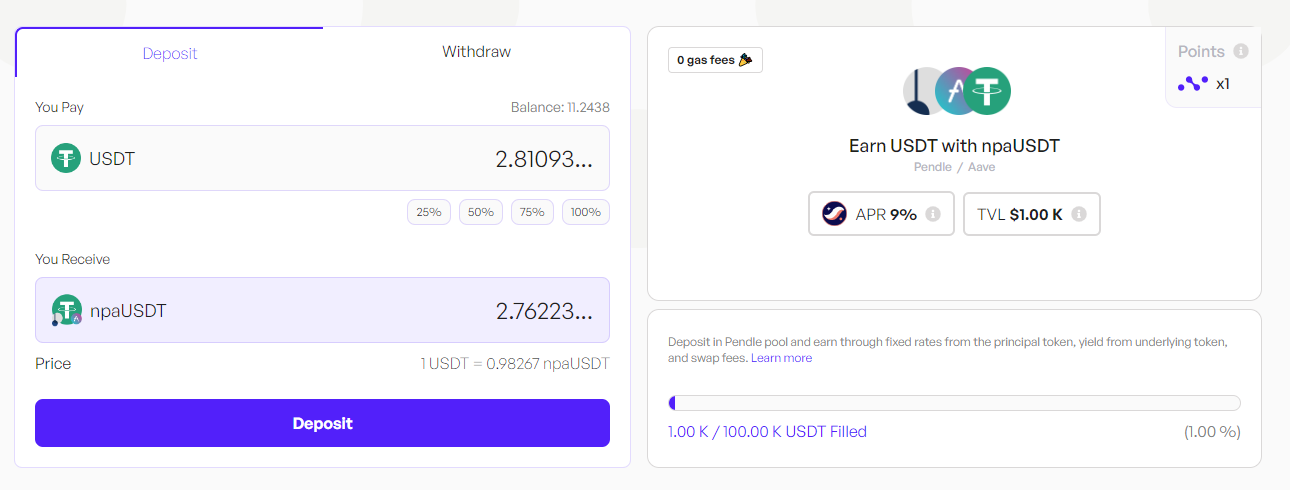 Deposit
Withdraw
You Pay
Balance: 11.2438
USDT
2.81093...
25%
50%
75%
100%
You Receive
npaUSDT
2.76223...
Price
1 USDT = 0.98267 npaUSDT
Deposit
0 gas fees
Points
x1
Earn USDT with npaUSDT
Pendle / Aave
APR 9%
TVL $1.00 K
Deposit in Pendle pool and earn through fixed rates from the principal token, yield from underlying token,
and swap fees. Learn more
1.00 K / 100.00 K USDT Filled
(1.00 %)